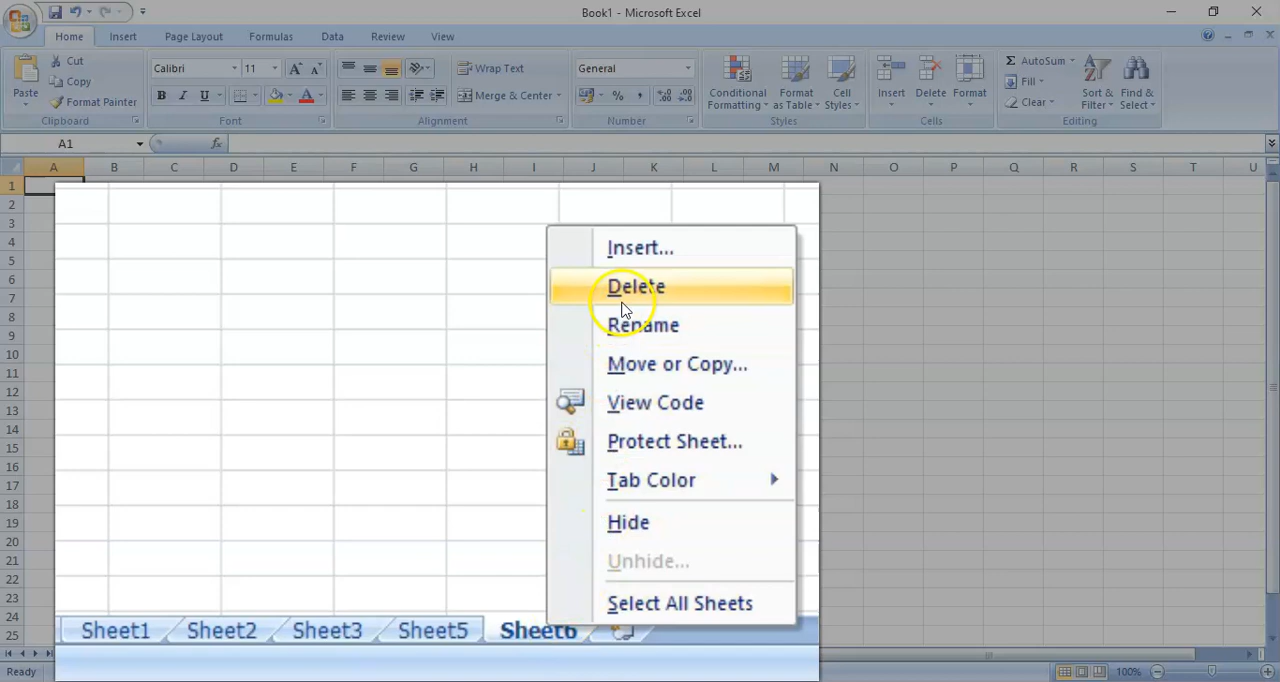 Book1 - Microsoft Excel
Home Insert Page Layout Formulas Data Review View
Paste
Cut
Copy
Format Painter
Clipboard
Calibri 11 A A
B I U A
Font
Wrap Text
Merge & Center
Alignment
General
% , .0 .00 .00 .0
Number
Conditional Formatting
Format as Table
Cell Styles
Styles
Insert Delete Format
Cells
Σ AutoSum
Fill
Clear
Sort & Filter
Find & Select
Editing
A1 fx
A B C D E F G H I J K L M N O P Q R S T U
1
2
3
4
5
6
7
8
9
10
11
12
13
14
15
16
17
18
19
20
21
22
23
24
25
Insert...
Delete
Rename
Move or Copy...
View Code
Protect Sheet...
Tab Color
Hide
Unhide...
Select All Sheets
Sheet1 Sheet2 Sheet3 Sheet5 Sheet6
Ready 100%